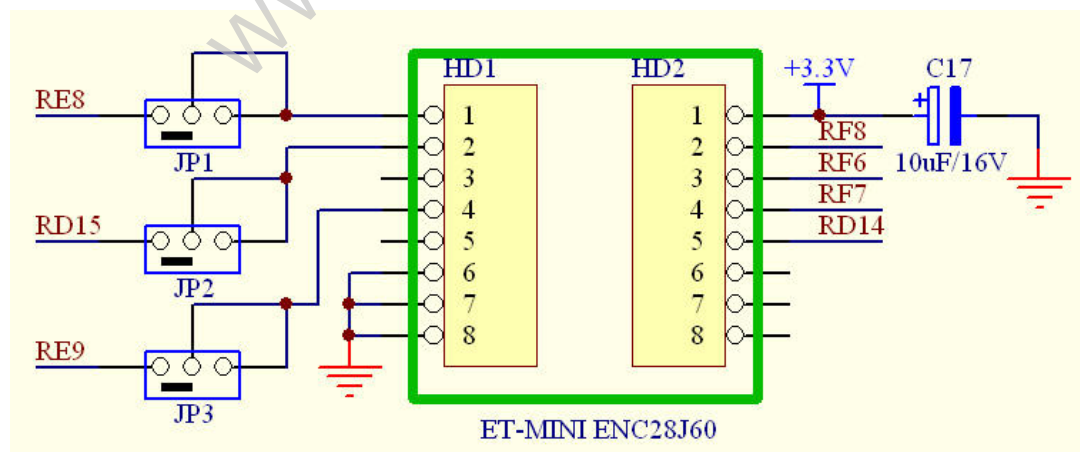 HD1 HD2 +3.3V C17
RE8 1 1
JP1 2 2 RF8 10uF/16V
3 3 RF6
4 4 RF7
RD15 5 5 RD14
JP2 6 6
7 7
8 8
RE9
JP3
ET-MINI ENC28J60